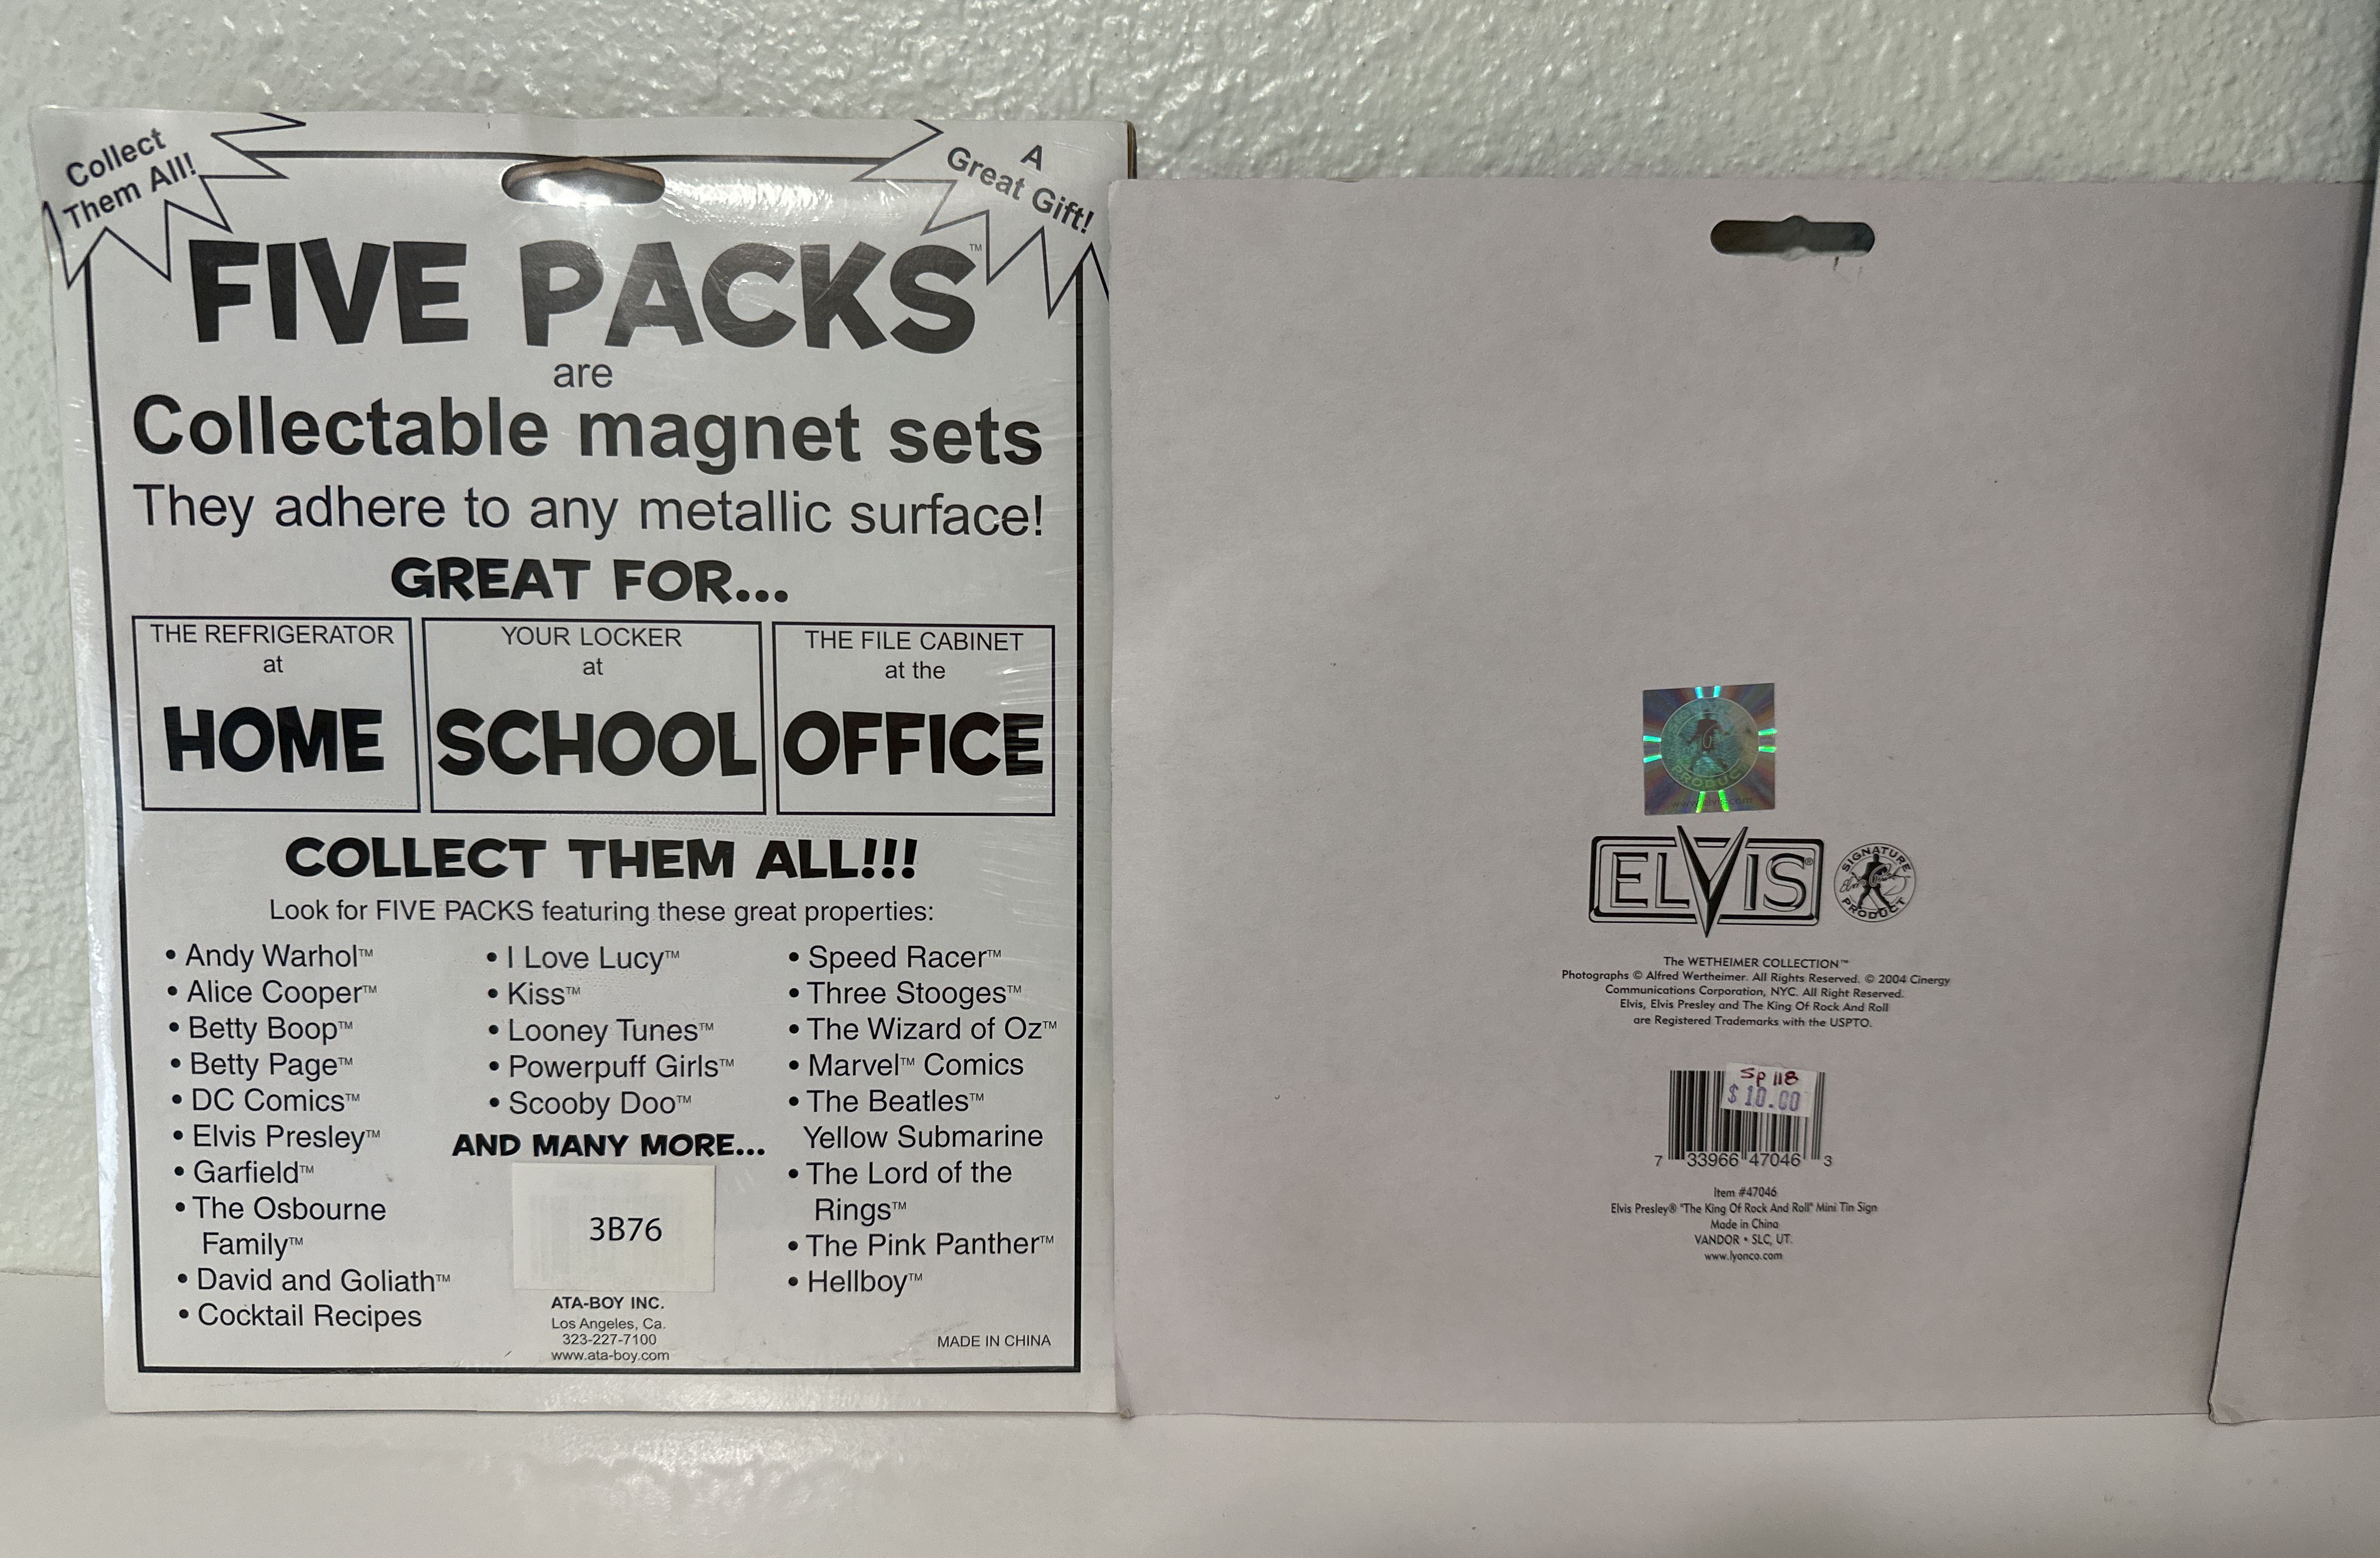 Collect
Them All!
A
Great Gift!
FIVE PACKS™
are
Collectable magnet sets
They adhere to any metallic surface!
GREAT FOR...
THE REFRIGERATOR
at
HOME
YOUR LOCKER
at
SCHOOL
THE FILE CABINET
at the
OFFICE
COLLECT THEM ALL!!!
Look for FIVE PACKS featuring these great properties:
• Andy Warhol™
• Alice Cooper™
• Betty Boop™
• Betty Page™
• DC Comics™
• Elvis Presley™
• Garfield™
• The Osbourne
Family™
• David and Goliath™
• Cocktail Recipes
• I Love Lucy™
• Kiss™
• Looney Tunes™
• Powerpuff Girls™
• Scooby Doo™
AND MANY MORE...
3B76
ATA-BOY INC.
Los Angeles, Ca.
323-227-7100
www.ata-boy.com
• Speed Racer™
• Three Stooges™
• The Wizard of Oz™
• Marvel™ Comics
• The Beatles™
Yellow Submarine
• The Lord of the
Rings™
• The Pink Panther™
• Hellboy™
MADE IN CHINA
PRODUCT
www.elvis.com
ELVIS®
SIGNATURE
PRODUCT
The WETHEIMER COLLECTION™
Photographs © Alfred Wertheimer. All Rights Reserved. © 2004 Cinergy
Communications Corporation, NYC. All Right Reserved.
Elvis, Elvis Presley and The King Of Rock And Roll
are Registered Trademarks with the USPTO.
Sp 118
$10.00
7 33966 47046 3
Item #47046
Elvis Presley® "The King Of Rock And Roll" Mini Tin Sign
Made in China
VANDOR • SLC, UT.
www.lyonco.com